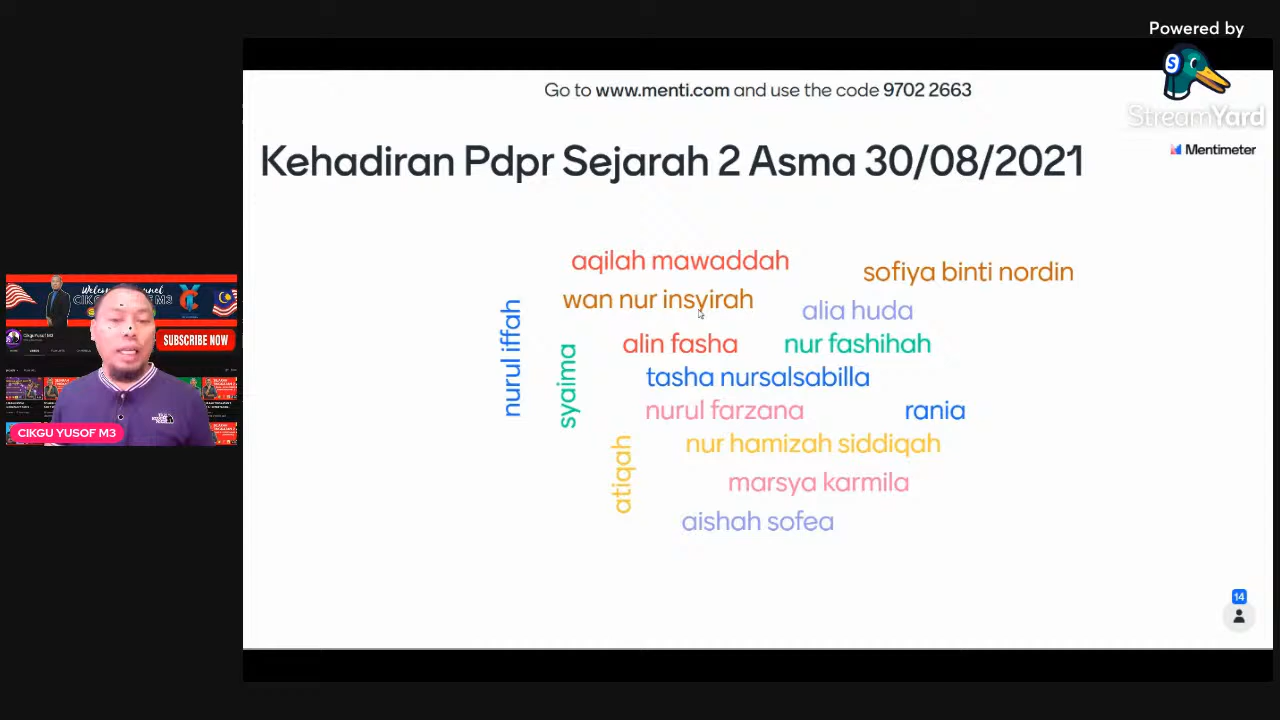 Powered by
StreamYard
Go to www.menti.com and use the code 9702 2663
Mentimeter
Kehadiran Pdpr Sejarah 2 Asma 30/08/2021
aqilah mawaddah
sofiya binti nordin
wan nur insyirah
alia huda
nurul iffah
syaima
alin fasha
nur fashihah
tasha nursalsabilla
nurul farzana
rania
atiqah
nur hamizah siddiqah
marsya karmila
aishah sofea
14
SUBSCRIBE NOW
CIKGU YUSOF M3